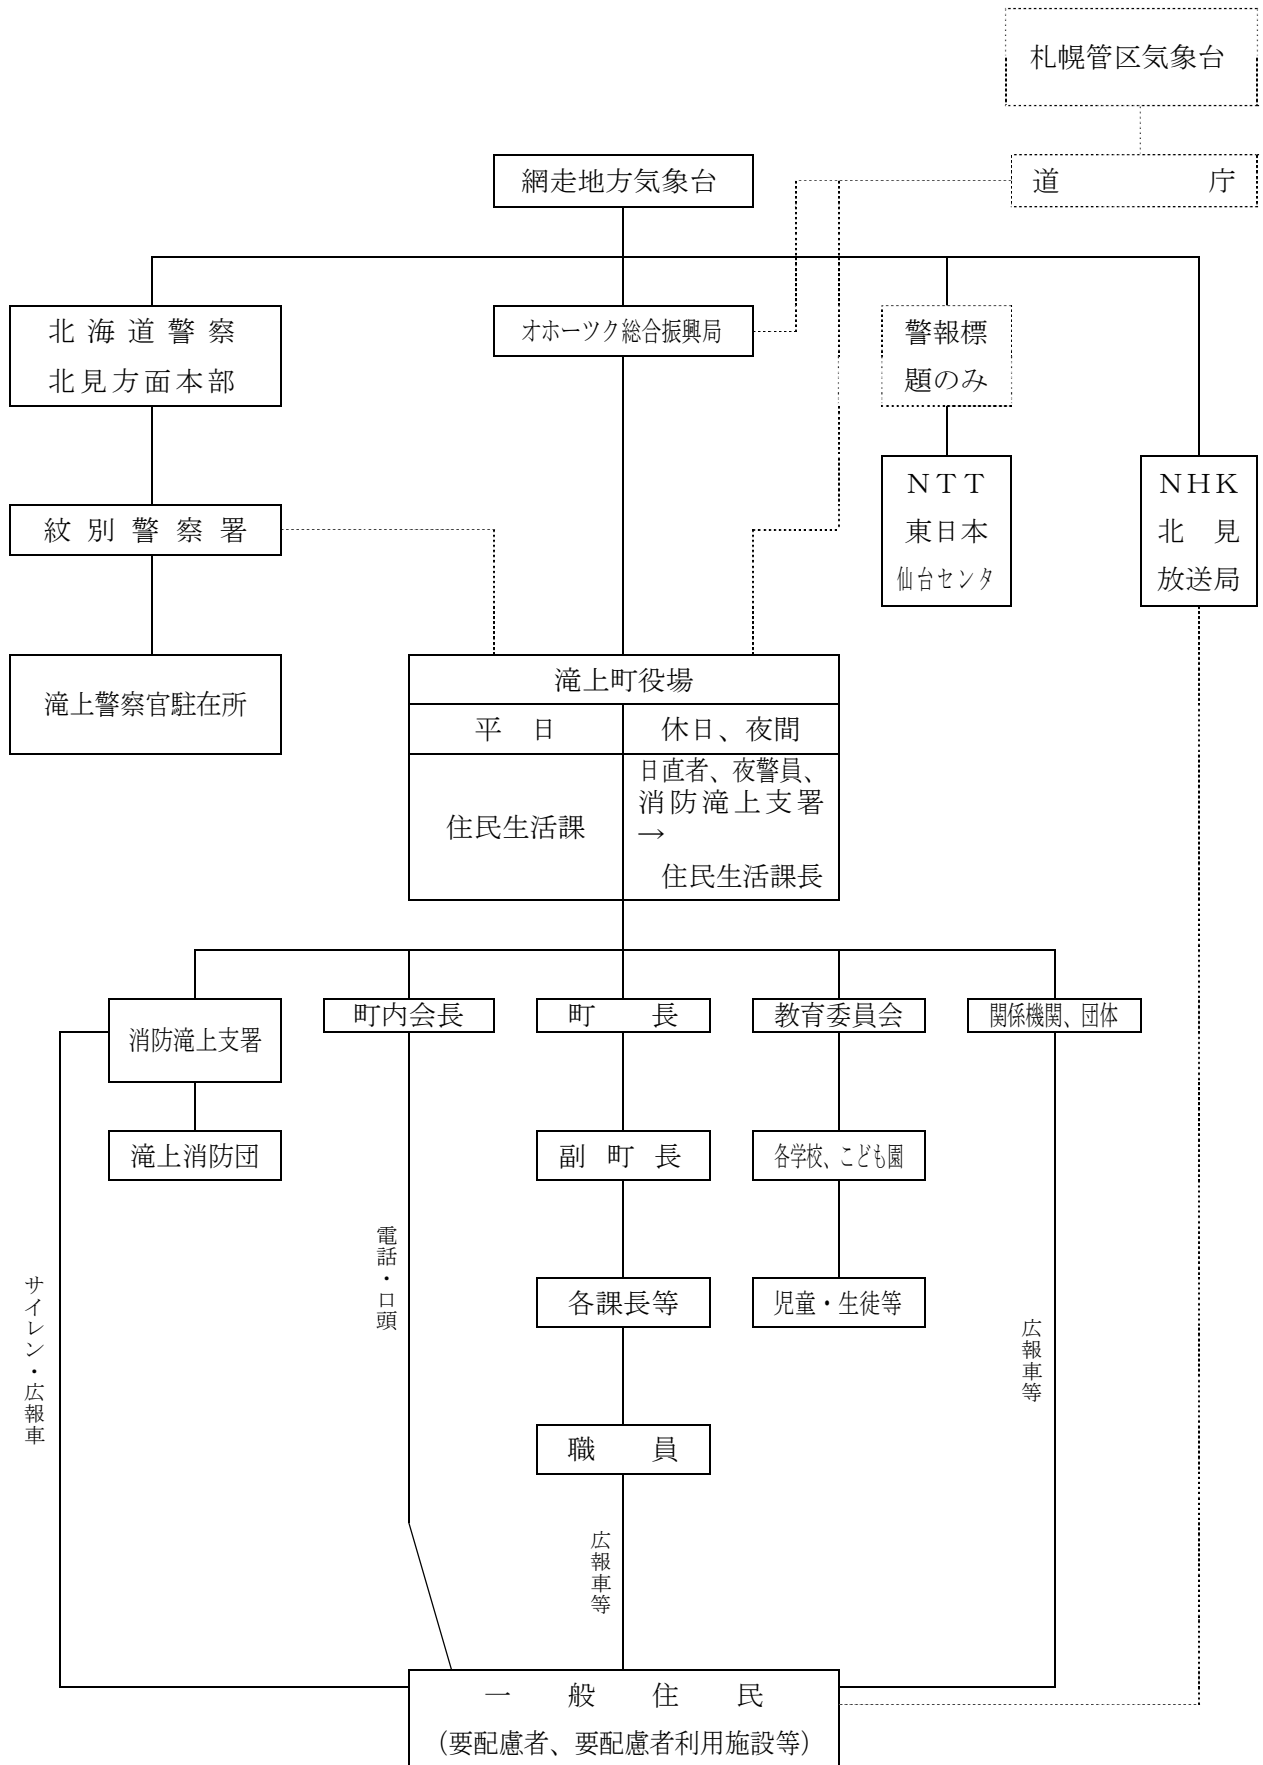 札幌管区気象台
網走地方気象台
道　　　　　庁
北海道警察
北見方面本部
オホーツク総合振興局
警報標
題のみ
ＮＴＴ
東日本
仙台センタ
ＮＨＫ
北　見
放送局
紋別警察署
滝上警察官駐在所
滝上町役場
平　日
休日、夜間
住民生活課
日直者、夜警員、
消防滝上支署
→
住民生活課長
消防滝上支署
町内会長
町　　長
教育委員会
関係機関、団体
滝上消防団
副町長
各学校、こども園
各課長等
児童・生徒等
職　　員
サイレン・広報車
電話・口頭
広報車等
広報車等
一　般　住　民
（要配慮者、要配慮者利用施設等）